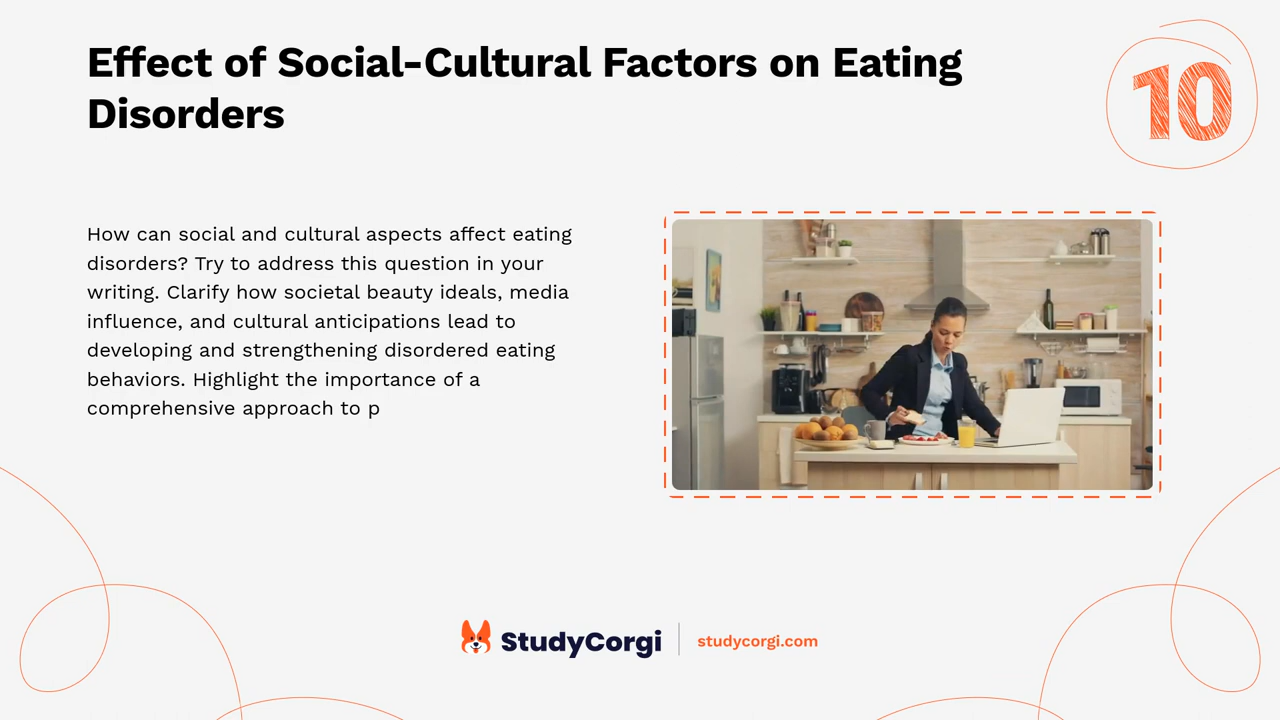 Effect of Social-Cultural Factors on Eating
Disorders
10
How can social and cultural aspects affect eating
disorders? Try to address this question in your
writing. Clarify how societal beauty ideals, media
influence, and cultural anticipations lead to
developing and strengthening disordered eating
behaviors. Highlight the importance of a
comprehensive approach to p
StudyCorgi
studycorgi.com